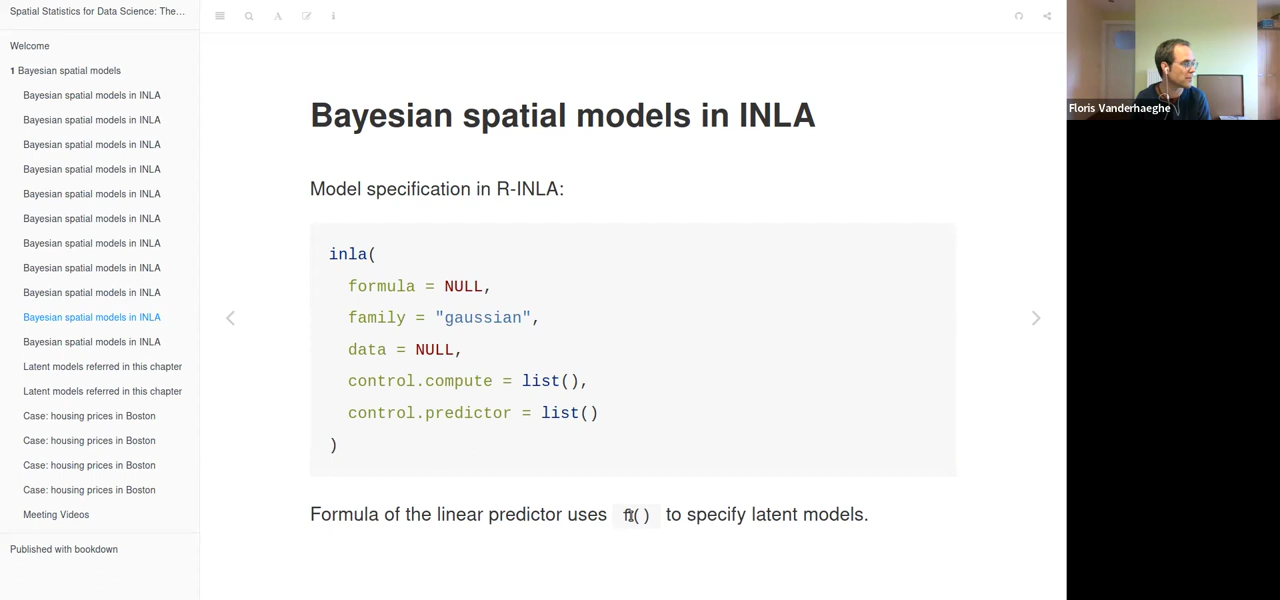 Spatial Statistics for Data Science: The…
Welcome
1 Bayesian spatial models
Bayesian spatial models in INLA
Bayesian spatial models in INLA
Bayesian spatial models in INLA
Bayesian spatial models in INLA
Bayesian spatial models in INLA
Bayesian spatial models in INLA
Bayesian spatial models in INLA
Bayesian spatial models in INLA
Bayesian spatial models in INLA
Bayesian spatial models in INLA
Bayesian spatial models in INLA
Latent models referred in this chapter
Latent models referred in this chapter
Case: housing prices in Boston
Case: housing prices in Boston
Case: housing prices in Boston
Case: housing prices in Boston
Meeting Videos
Published with bookdown
Bayesian spatial models in INLA
Model specification in R-INLA:
inla(
formula = NULL,
family = "gaussian",
data = NULL,
control.compute = list(),
control.predictor = list()
)
Formula of the linear predictor uses f() to specify latent models.
Floris Vanderhaeghe